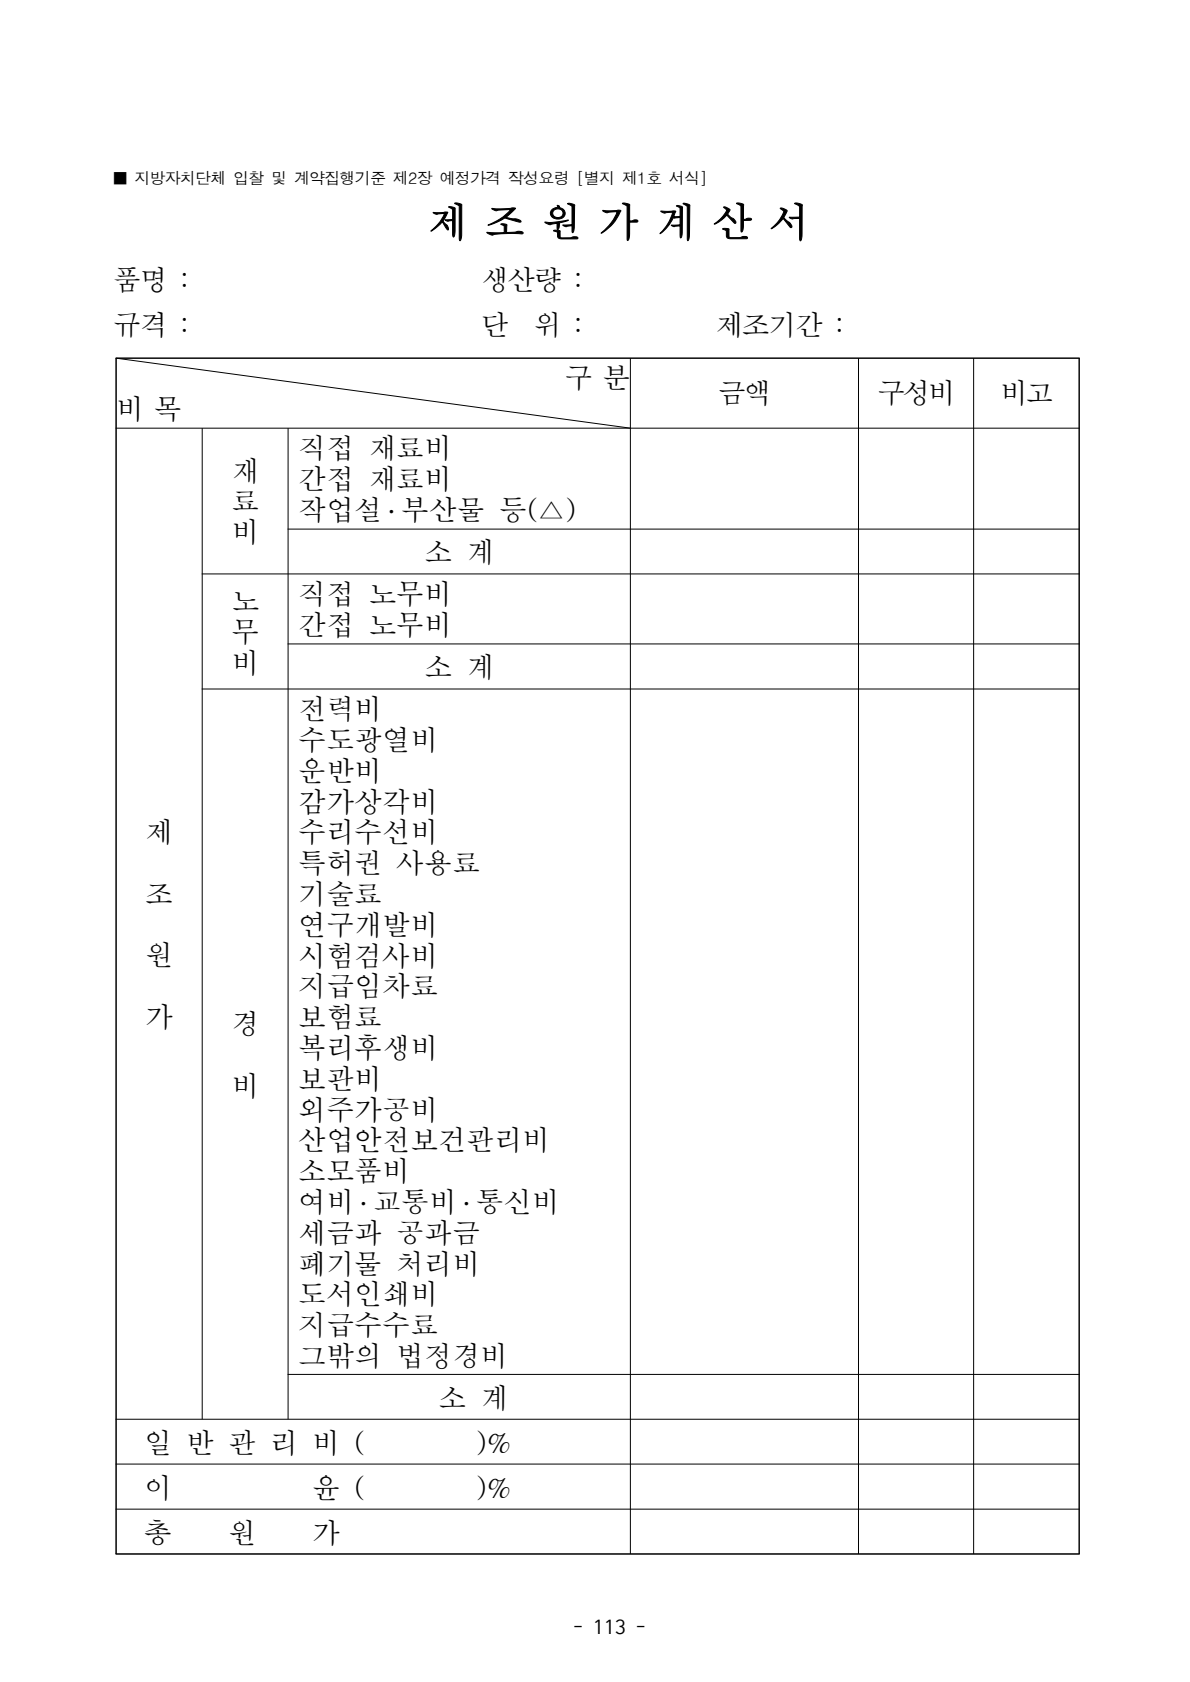 ■ 지방자치단체 입찰 및 계약집행기준 제2장 예정가격 작성요령 [별지 제1호 서식]
제 조 원 가 계 산 서
품명 : 생산량 :
규격 : 단 위 : 제조기간 :
구 분
비 목
금액 구성비 비고
제
조
원
가
재
료
비
직접 재료비
간접 재료비
작업설·부산물 등(△)
소 계
노
무
비
직접 노무비
간접 노무비
소 계
경
비
전력비
수도광열비
운반비
감가상각비
수리수선비
특허권 사용료
기술료
연구개발비
시험검사비
지급임차료
보험료
복리후생비
보관비
외주가공비
산업안전보건관리비
소모품비
여비·교통비·통신비
세금과 공과금
폐기물 처리비
도서인쇄비
지급수수료
그밖의 법정경비
소 계
일 반 관 리 비 ( )%
이 윤 ( )%
총 원 가
- 113 -